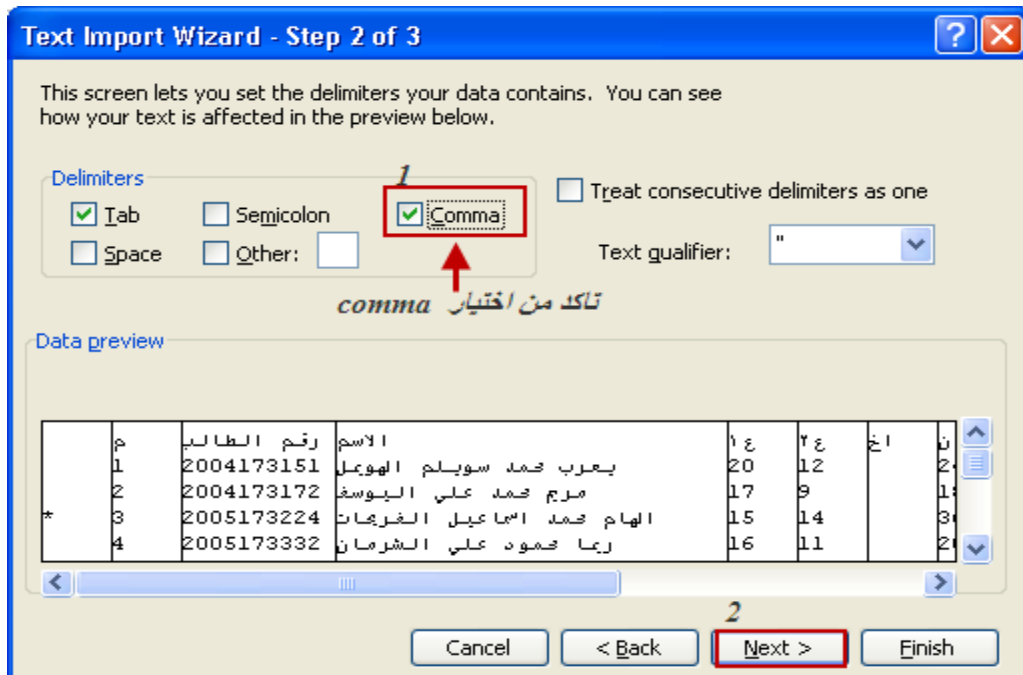 Text Import Wizard - Step 2 of 3
This screen lets you set the delimiters your data contains. You can see
how your text is affected in the preview below.
Delimiters
1
Tab
Semicolon
Comma
Treat consecutive delimiters as one
Space
Other:
Text qualifier:
"
تاكد من اختيار comma
Data preview
م رقم الطالب الاسم ع١ ع٢ اخ ن
1 2004173151 يعرب محمد سويلم الهويمل 20 12
2 2004173172 مريم محمد علي اليوسف 17 9
* 3 2005173224 الهام محمد اسماعيل الفريحات 15 14
4 2005173332 ريما محمود علي الشرمان 16 11
2
Cancel
< Back
Next >
Finish